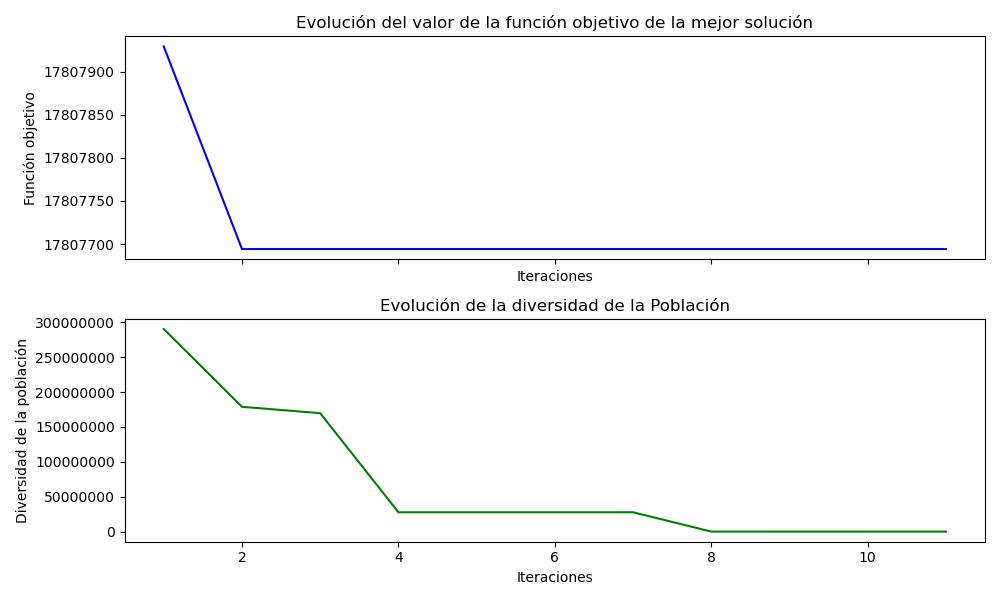 Evolución del valor de la función objetivo de la mejor solución
17807900
17807850
17807800
17807750
17807700
Función objetivo
Iteraciones
Evolución de la diversidad de la Población
300000000
250000000
200000000
150000000
100000000
50000000
0
Diversidad de la población
2 4 6 8 10
Iteraciones